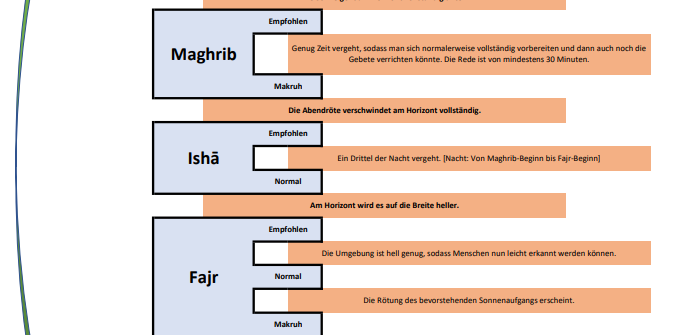 Empfohlen
Maghrib
Genug Zeit vergeht, sodass man sich normalerweise vollständig vorbereiten und dann auch noch die
Gebete verrichten könnte. Die Rede ist von mindestens 30 Minuten.
Makruh
Die Abendröte verschwindet am Horizont vollständig.
Empfohlen
Ishā
Ein Drittel der Nacht vergeht. [Nacht: Von Maghrib-Beginn bis Fajr-Beginn]
Normal
Am Horizont wird es auf die Breite heller.
Empfohlen
Die Umgebung ist hell genug, sodass Menschen nun leicht erkannt werden können.
Fajr
Normal
Die Rötung des bevorstehenden Sonnenaufgangs erscheint.
Makruh